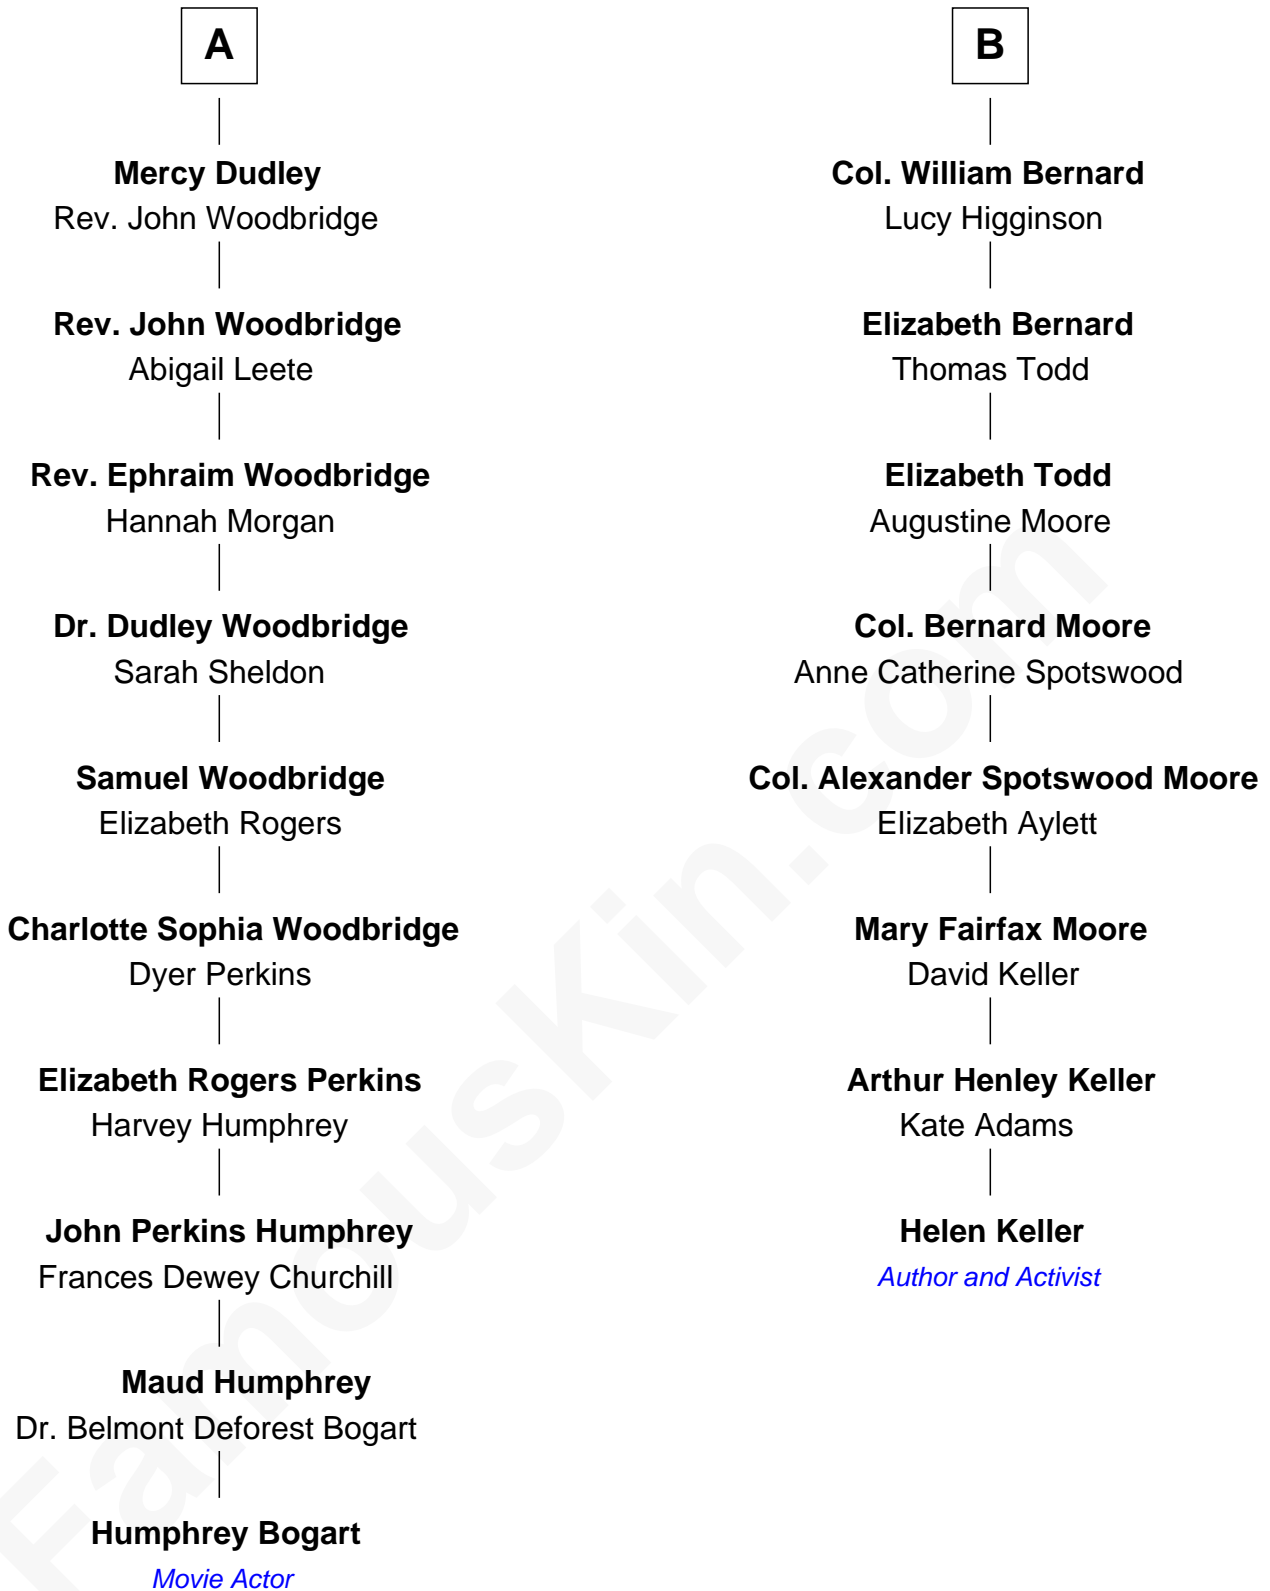 A
Mercy Dudley
Rev. John Woodbridge
Rev. John Woodbridge
Abigail Leete
Rev. Ephraim Woodbridge
Hannah Morgan
Dr. Dudley Woodbridge
Sarah Sheldon
Samuel Woodbridge
Elizabeth Rogers
Charlotte Sophia Woodbridge
Dyer Perkins
Elizabeth Rogers Perkins
Harvey Humphrey
John Perkins Humphrey
Frances Dewey Churchill
Maud Humphrey
Dr. Belmont Deforest Bogart
Humphrey Bogart
Movie Actor
B
Col. William Bernard
Lucy Higginson
Elizabeth Bernard
Thomas Todd
Elizabeth Todd
Augustine Moore
Col. Bernard Moore
Anne Catherine Spotswood
Col. Alexander Spotswood Moore
Elizabeth Aylett
Mary Fairfax Moore
David Keller
Arthur Henley Keller
Kate Adams
Helen Keller
Author and Activist
FamousKin.com